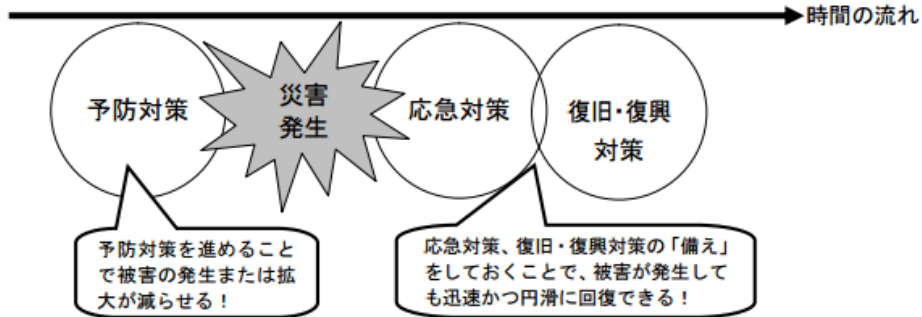 時間の流れ
予防対策
災害
発生
応急対策
復旧・復興
対策
予防対策を進めること
で被害の発生または拡
大が減らせる！
応急対策、復旧・復興対策の「備え」
をしておくことで、被害が発生して
も迅速かつ円滑に回復できる！